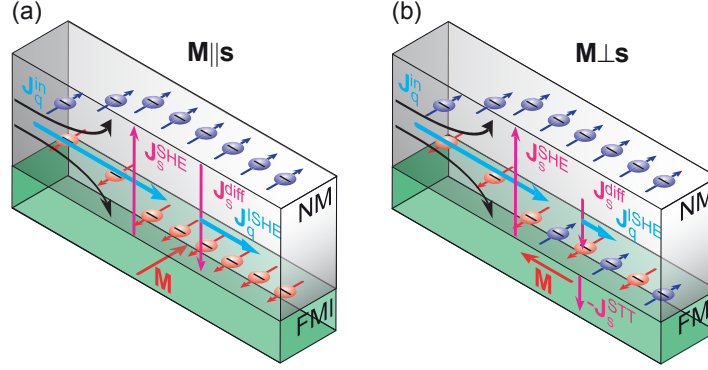 (a)
M||s
J_q^in
J_s^SHE
J_s^diff
J_q^ISHE
NM
M
FMI
(b)
M⊥s
J_q^in
J_s^SHE
J_s^diff
J_q^ISHE
NM
M
-J_s^STT
FMI